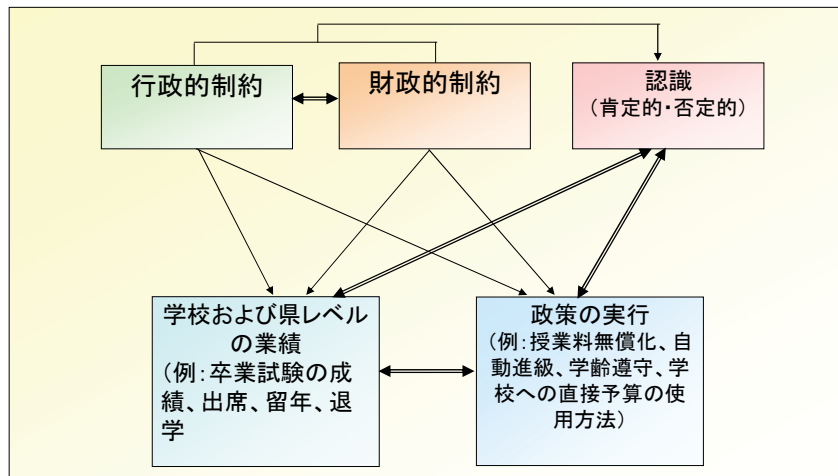 行政的制約
財政的制約
認識
(肯定的・否定的)
学校および県レベル
の業績
(例:卒業試験の成
績、出席、留年、退
学
政策の実行
(例:授業料無償化、自
動進級、学齢遵守、学
校への直接予算の使
用方法)